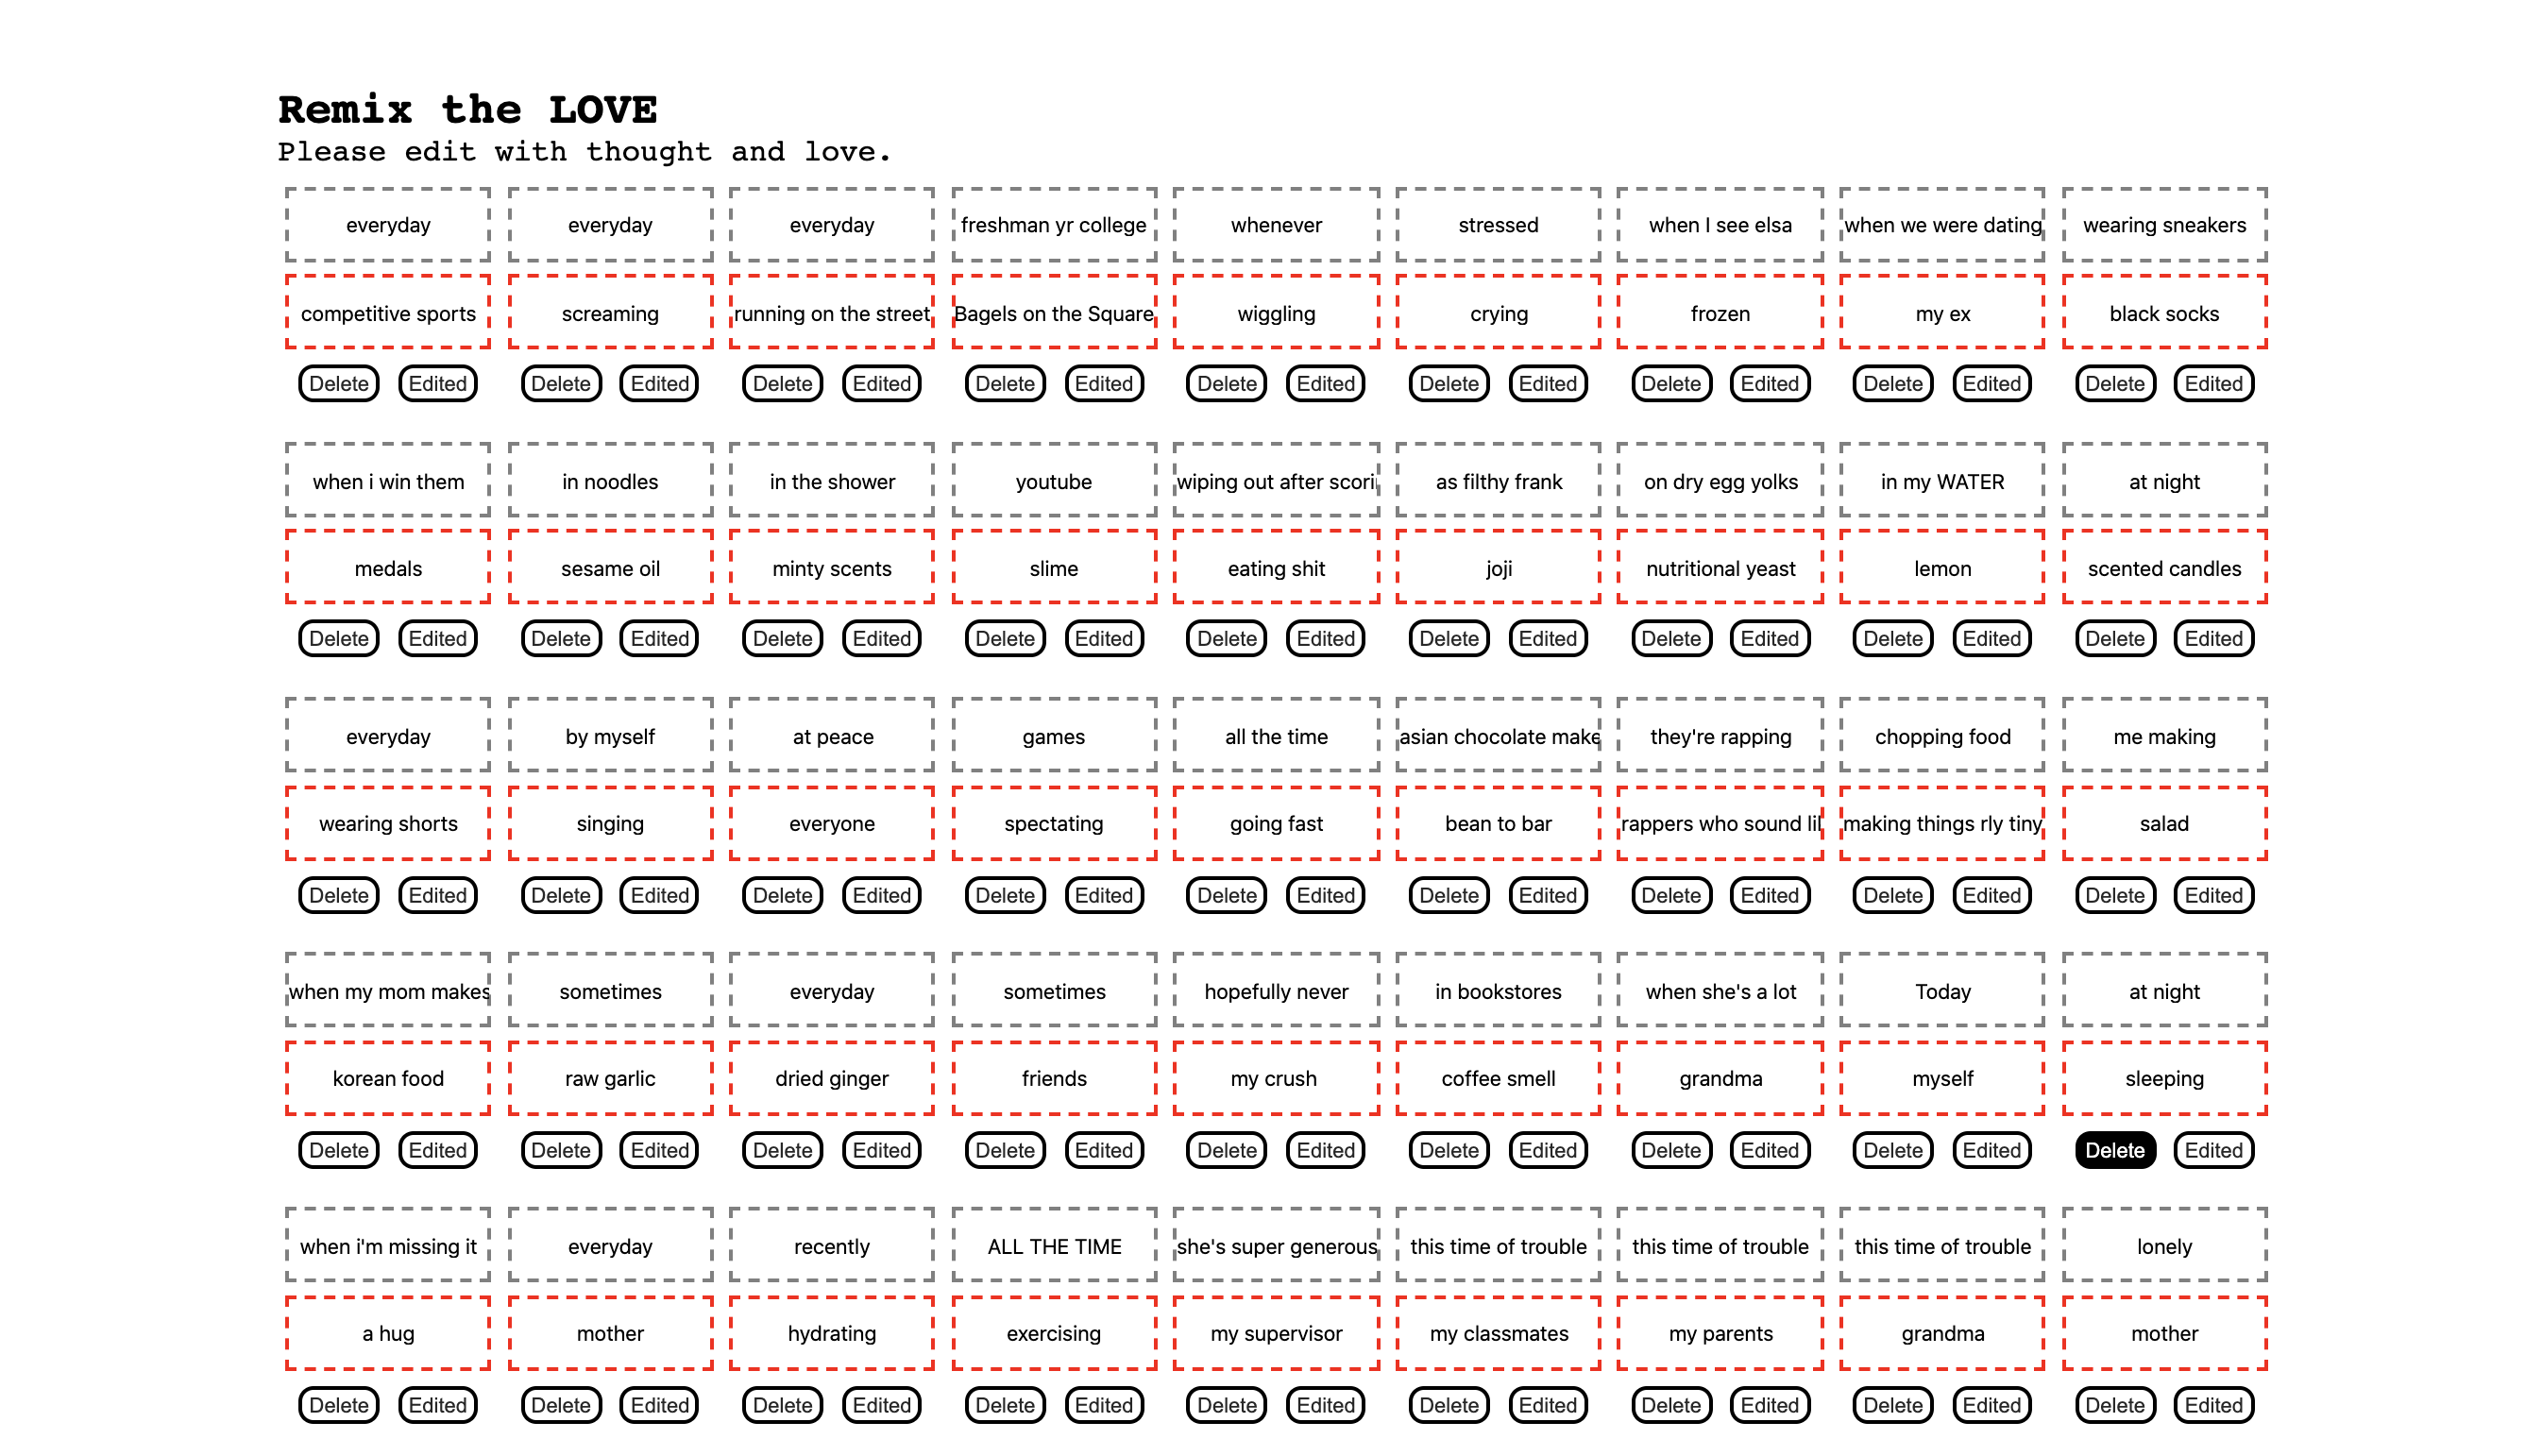 Remix the LOVE
Please edit with thought and love.
everyday everyday everyday freshman yr college whenever stressed when I see elsa when we were dating wearing sneakers
competitive sports screaming running on the street Bagels on the Square wiggling crying frozen my ex black socks
Delete Edited Delete Edited Delete Edited Delete Edited Delete Edited Delete Edited Delete Edited Delete Edited Delete Edited
when i win them in noodles in the shower youtube wiping out after scori as filthy frank on dry egg yolks in my WATER at night
medals sesame oil minty scents slime eating shit joji nutritional yeast lemon scented candles
Delete Edited Delete Edited Delete Edited Delete Edited Delete Edited Delete Edited Delete Edited Delete Edited Delete Edited
everyday by myself at peace games all the time asian chocolate make they're rapping chopping food me making
wearing shorts singing everyone spectating going fast bean to bar rappers who sound lil making things rly tiny salad
Delete Edited Delete Edited Delete Edited Delete Edited Delete Edited Delete Edited Delete Edited Delete Edited Delete Edited
when my mom makes sometimes everyday sometimes hopefully never in bookstores when she's a lot Today at night
korean food raw garlic dried ginger friends my crush coffee smell grandma myself sleeping
Delete Edited Delete Edited Delete Edited Delete Edited Delete Edited Delete Edited Delete Edited Delete Edited Delete Edited
when i'm missing it everyday recently ALL THE TIME she's super generous this time of trouble this time of trouble this time of trouble lonely
a hug mother hydrating exercising my supervisor my classmates my parents grandma mother
Delete Edited Delete Edited Delete Edited Delete Edited Delete Edited Delete Edited Delete Edited Delete Edited Delete Edited